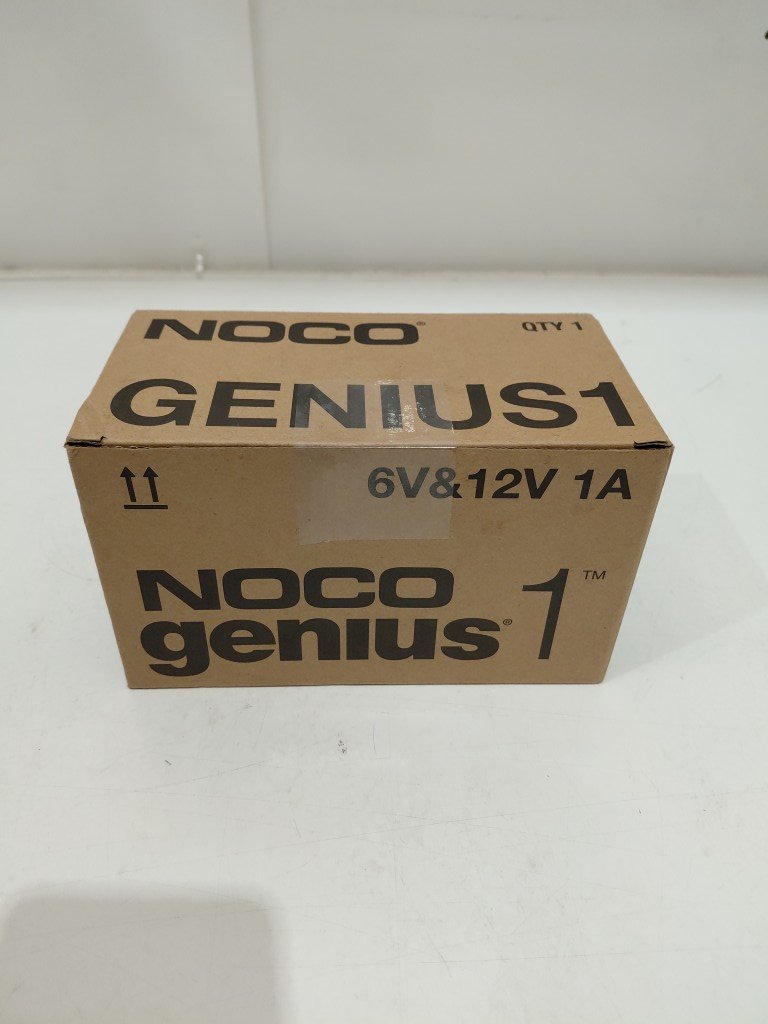 NOCO®
QTY 1
GENIUS1
6V&12V 1A
NOCO
genius®
1™